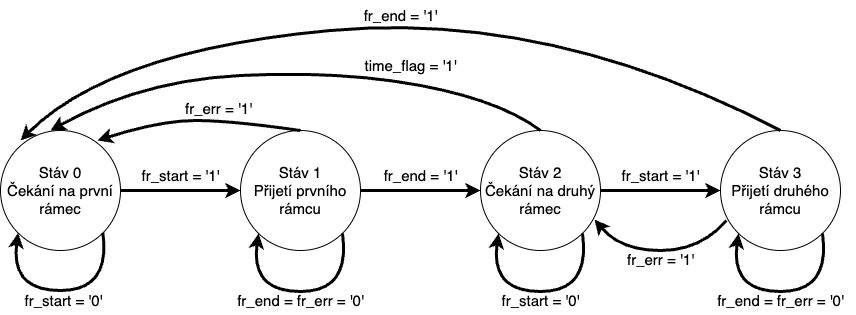 fr_end = '1'
time_flag = '1'
fr_err = '1'
Stáv 0
Čekání na první
rámec
fr_start = '1'
Stáv 1
Přijetí prvního
rámcu
fr_end = '1'
Stáv 2
Čekání na druhý
rámec
fr_start = '1'
Stáv 3
Přijetí druhého
rámcu
fr_err = '1'
fr_start = '0'
fr_end = fr_err = '0'
fr_start = '0'
fr_end = fr_err = '0'